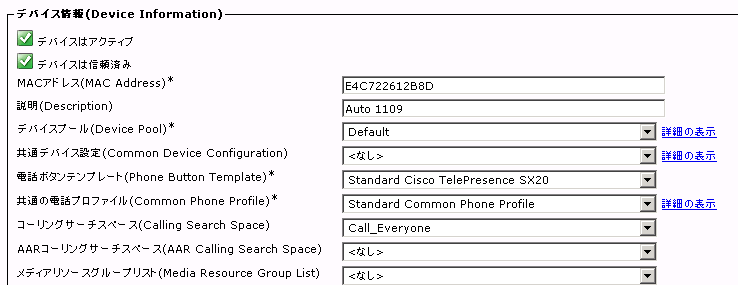 デバイス情報(Device Information)
デバイスはアクティブ
デバイスは信頼済み
MACアドレス(MAC Address)* E4C722612B8D
説明(Description) Auto 1109
デバイスプール(Device Pool)* Default 詳細の表示
共通デバイス設定(Common Device Configuration) <なし> 詳細の表示
電話ボタンテンプレート(Phone Button Template)* Standard Cisco TelePresence SX20
共通の電話プロファイル(Common Phone Profile)* Standard Common Phone Profile 詳細の表示
コーリングサーチスペース(Calling Search Space) Call_Everyone
AARコーリングサーチスペース(AAR Calling Search Space) <なし>
メディアリソースグループリスト(Media Resource Group List) <なし>